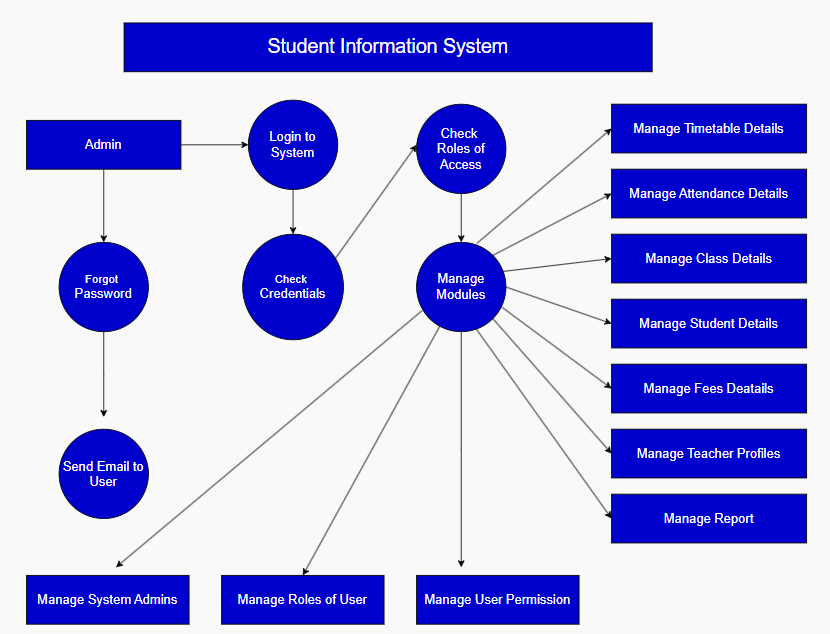 Student Information System
Admin
Login to
System
Check
Roles of
Access
Manage Timetable Details
Manage Attendance Details
Manage Class Details
Manage Student Details
Manage Fees Deatails
Manage Teacher Profiles
Manage Report
Forgot
Password
Check
Credentials
Manage
Modules
Send Email to
User
Manage System Admins
Manage Roles of User
Manage User Permission